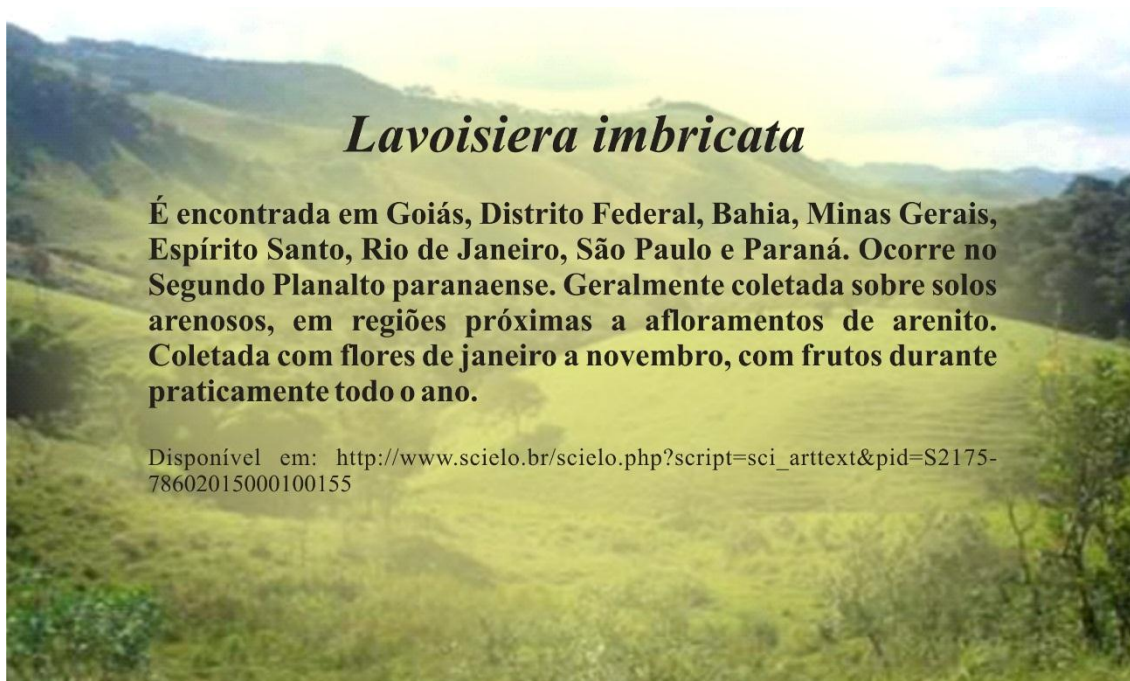 Lavoisiera imbricata
É encontrada em Goiás, Distrito Federal, Bahia, Minas Gerais,
Espírito Santo, Rio de Janeiro, São Paulo e Paraná. Ocorre no
Segundo Planalto paranaense. Geralmente coletada sobre solos
arenosos, em regiões próximas a afloramentos de arenito.
Coletada com flores de janeiro a novembro, com frutos durante
praticamente todo o ano.
Disponível em: http://www.scielo.br/scielo.php?script=sci_arttext&pid=S2175-
78602015000100155